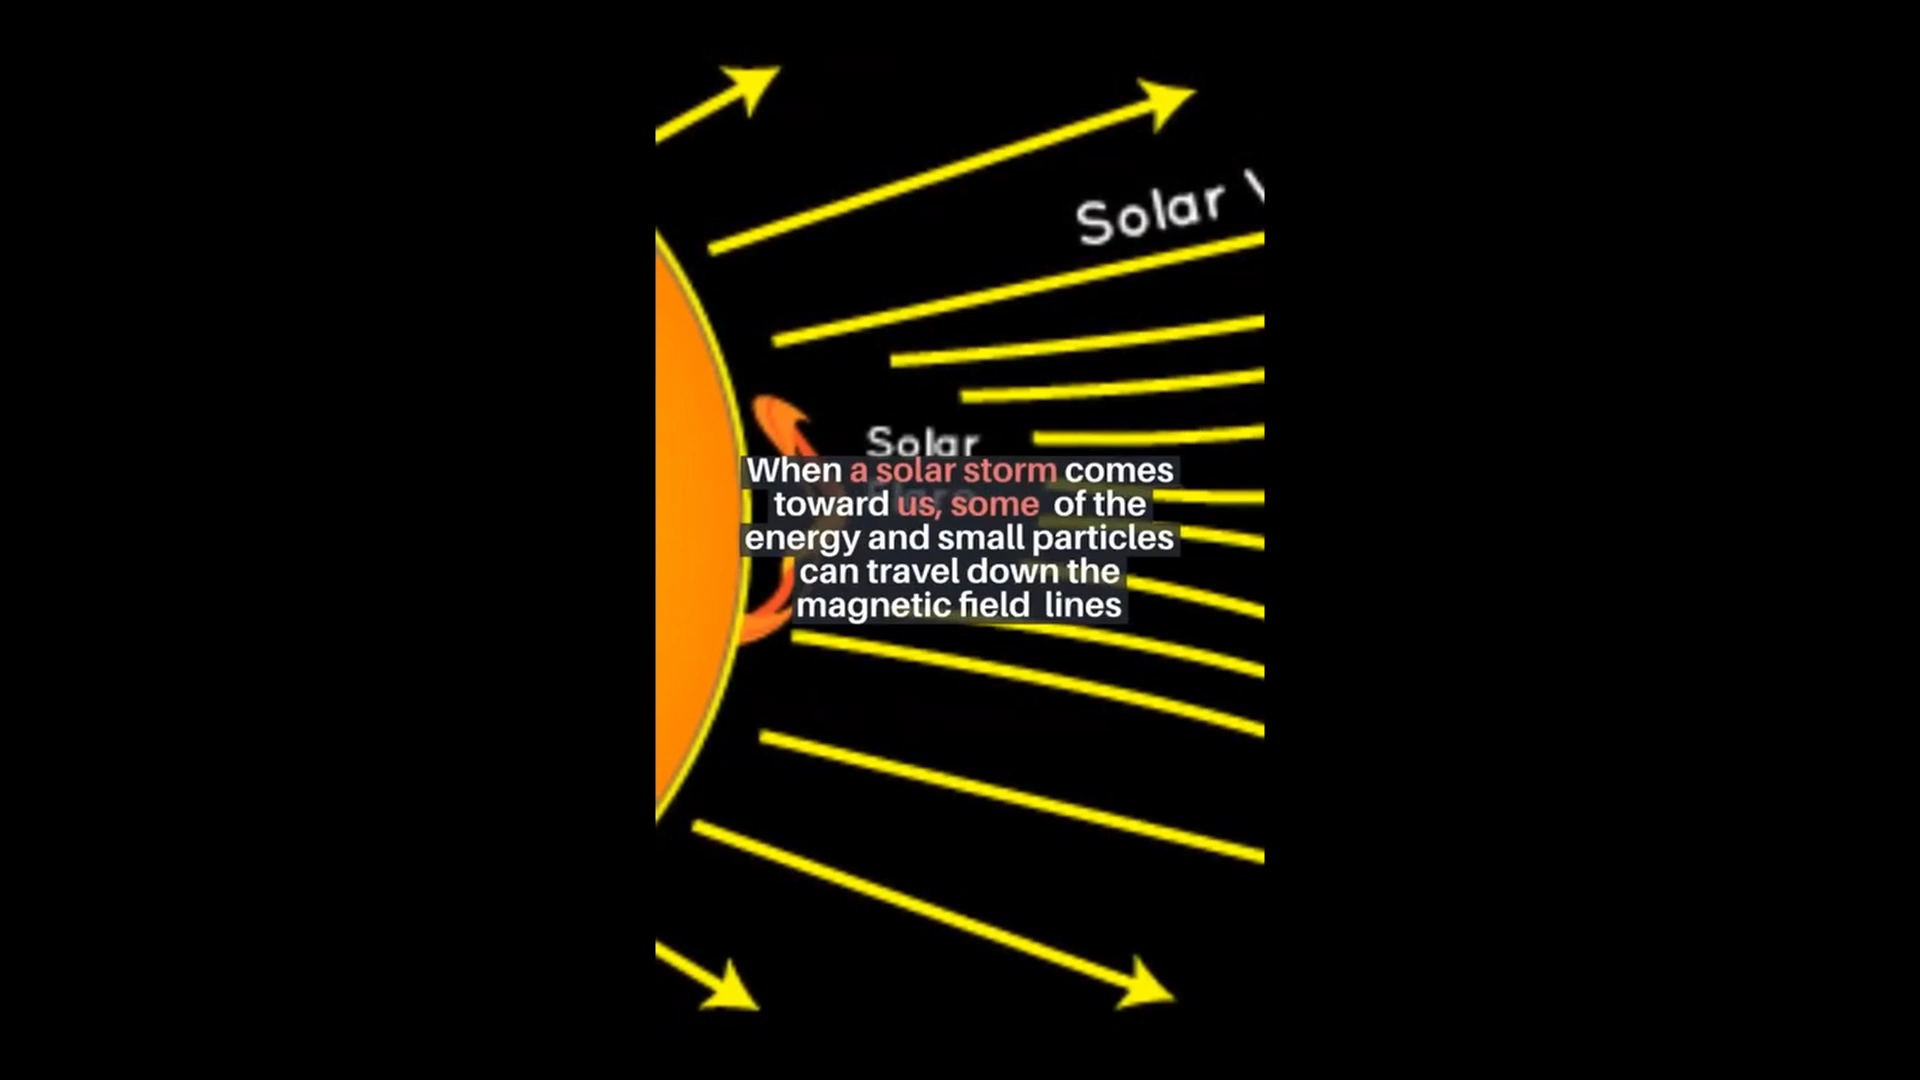 Solar
Solar
When a solar storm comes
toward us, some of the
energy and small particles
can travel down the
magnetic field lines